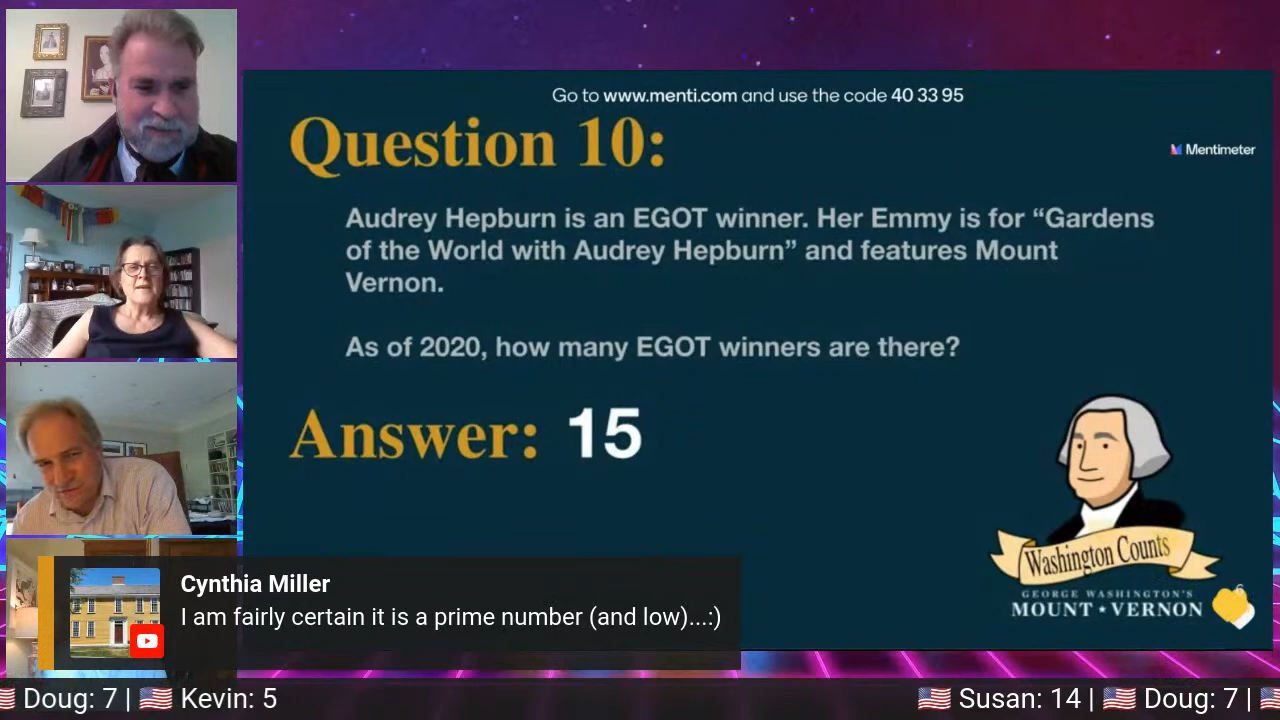 Go to www.menti.com and use the code 40 33 95
Question 10:
Mentimeter
Audrey Hepburn is an EGOT winner. Her Emmy is for “Gardens
of the World with Audrey Hepburn” and features Mount
Vernon.
As of 2020, how many EGOT winners are there?
Answer: 15
Washington Counts
GEORGE WASHINGTON'S
MOUNT ★ VERNON
6
Cynthia Miller
I am fairly certain it is a prime number (and low)...:)
Doug: 7 | 🇺🇸 Kevin: 5
🇺🇸 Susan: 14 | 🇺🇸 Doug: 7 |